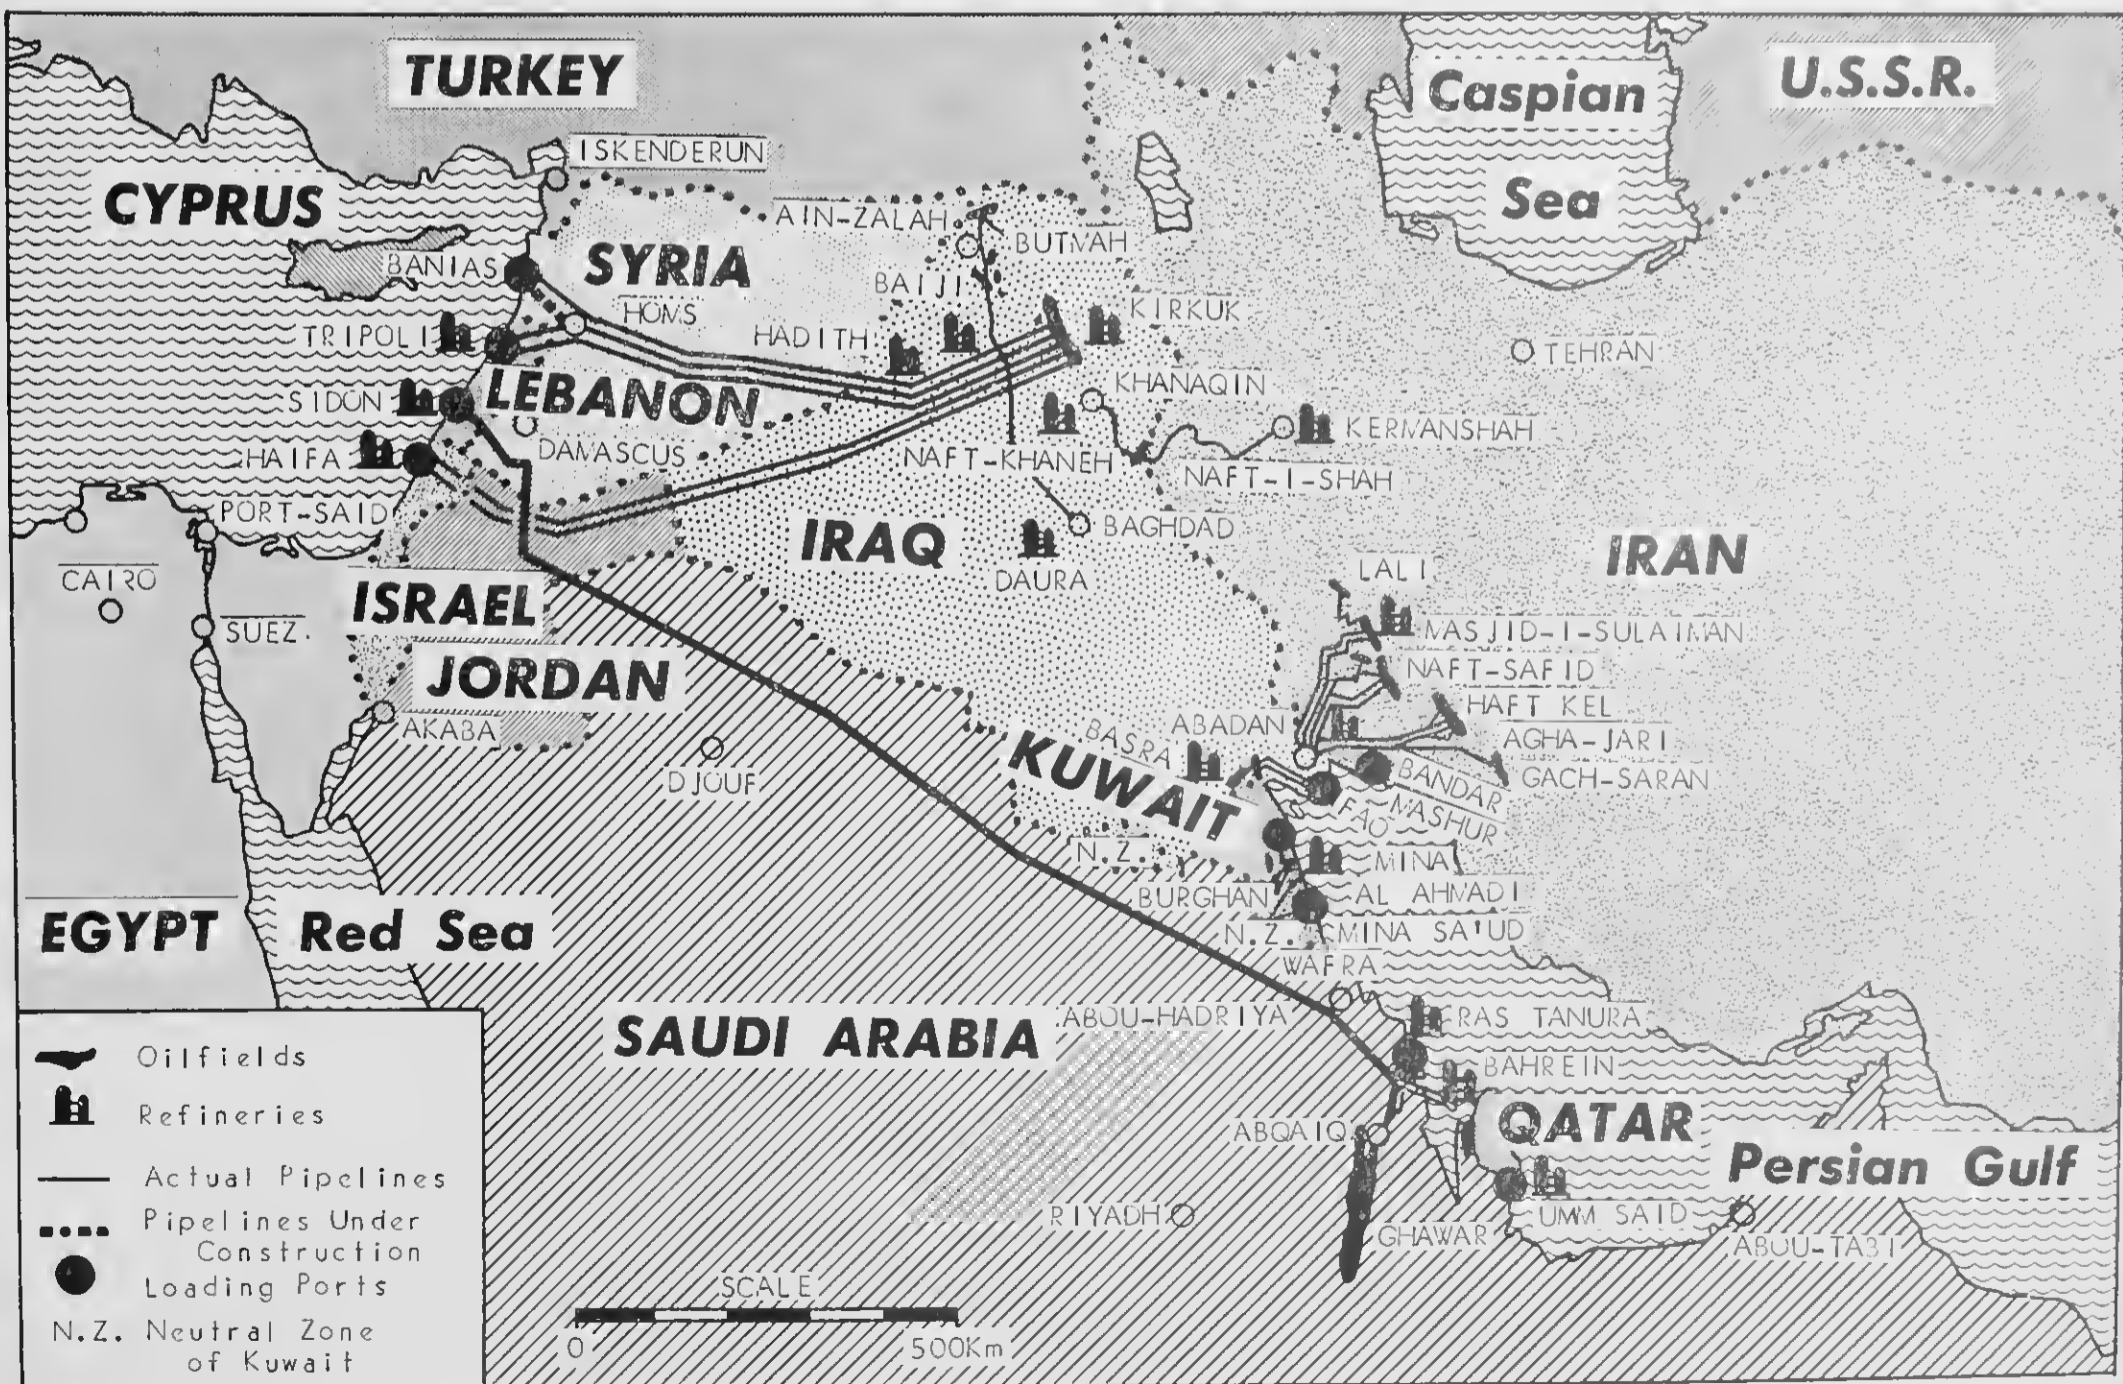 TURKEY
Caspian
Sea
U.S.S.R.
ISKENDERUN
CYPRUS
AIN-ZALAH
BUTMAH
BANIAS
SYRIA
BAIJI
HOMS
KIRKUK
TRIPOLI
HADITH
TEHRAN
KHANAQIN
SIDON
LEBANON
KERMANSHAH
HAIFA
DAMASCUS
NAFT-KHANEH
NAFT-I-SHAH
PORT-SAID
BAGHDAD
IRAQ
IRAN
CAIRO
DAURA
LALI
ISRAEL
SUEZ.
MASJID-I-SULAIMAN
JORDAN
NAFT-SAFID
HAFT KEL
AKABA
BASRA
ABADAN
AGHA-JARI
DJOUF
KUWAIT
BANDAR
MASHUR
GACH-SARAN
FAO
N.Z.
MINA
AL AHMADI
BURGHAN
EGYPT
Red Sea
N.Z.
MINA SA'UD
WAFRA
SAUDI ARABIA
ABOU-HADRIYA
RAS TANURA
BAHREIN
ABQAIQ
QATAR
Persian Gulf
RIYADH
GHAWAR
UMM SAID
ABOU-TABI
Oilfields
Refineries
Actual Pipelines
Pipelines Under
Construction
Loading Ports
N.Z. Neutral Zone
of Kuwait
SCALE
0
500Km